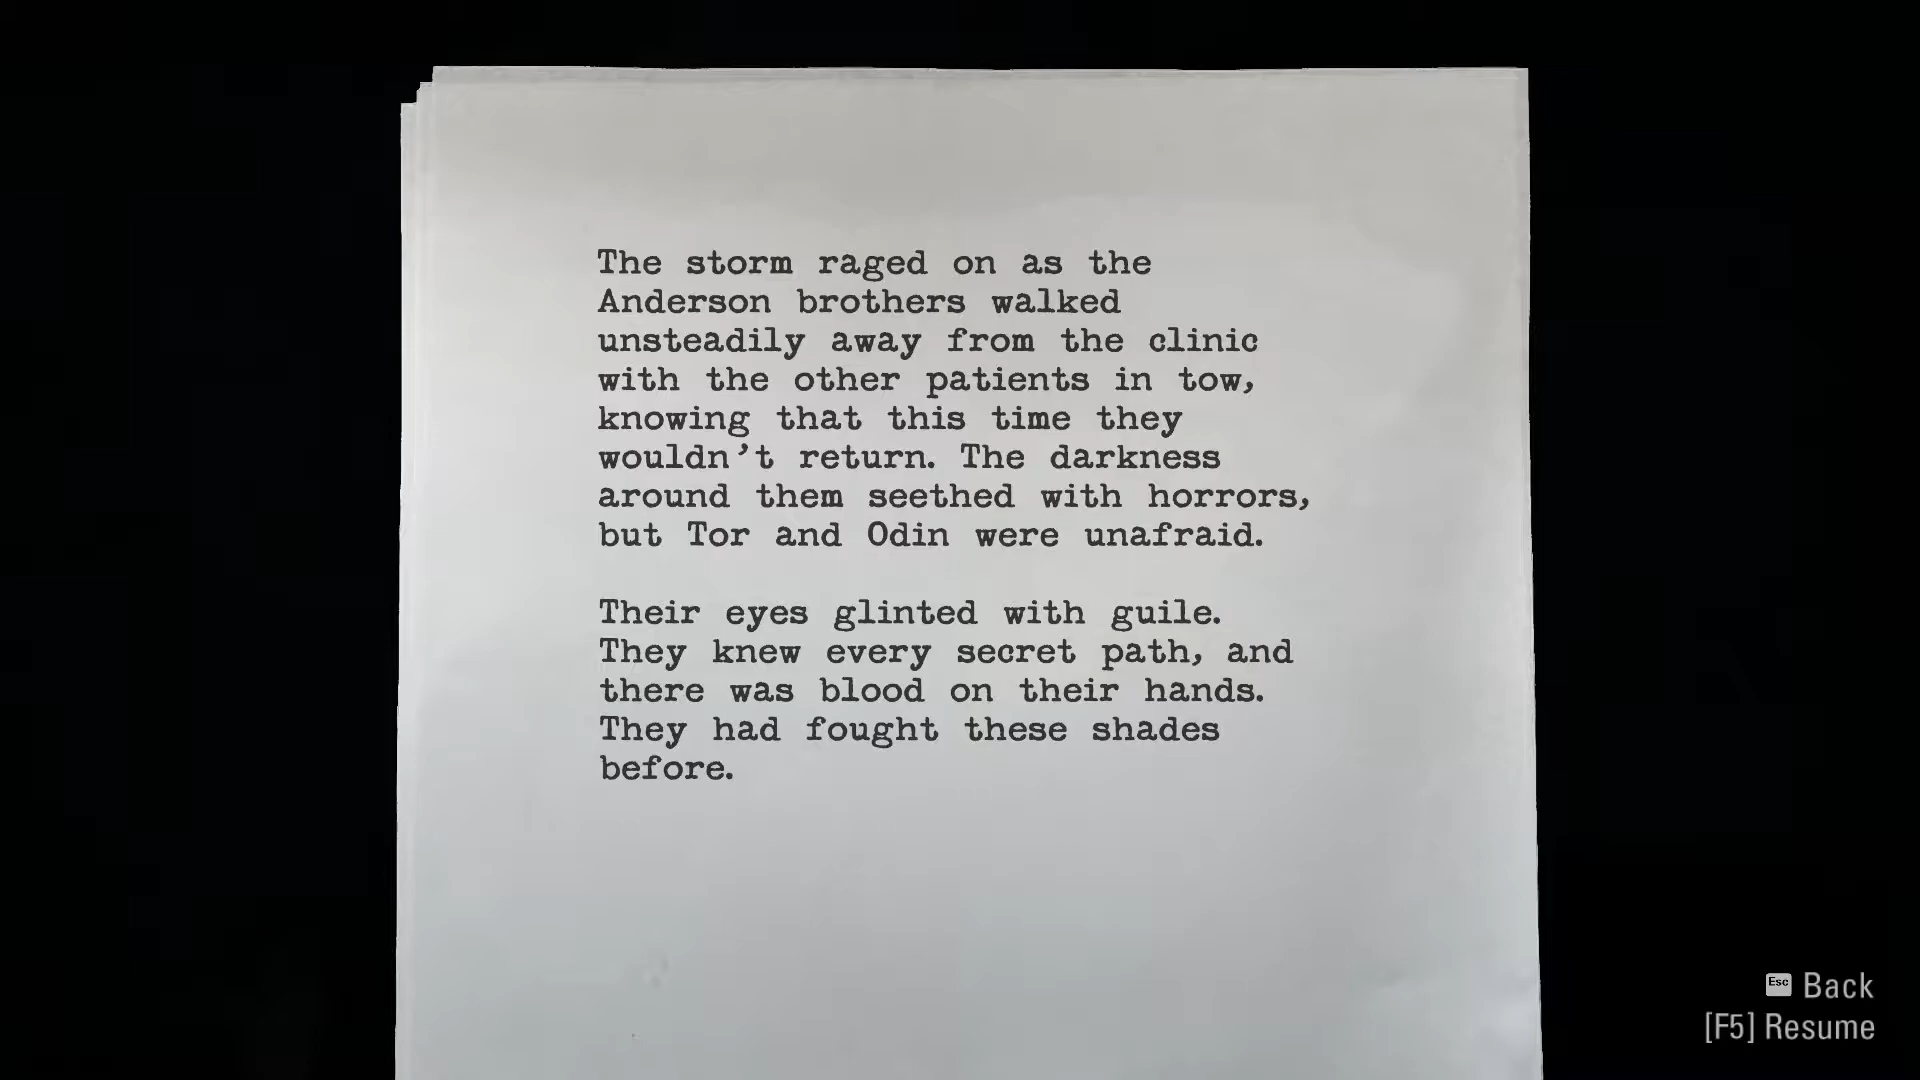 The storm raged on as the
Anderson brothers walked
unsteadily away from the clinic
with the other patients in tow,
knowing that this time they
wouldn't return. The darkness
around them seethed with horrors,
but Tor and Odin were unafraid.
Their eyes glinted with guile.
They knew every secret path, and
there was blood on their hands.
They had fought these shades
before.
Esc Back
[F5] Resume